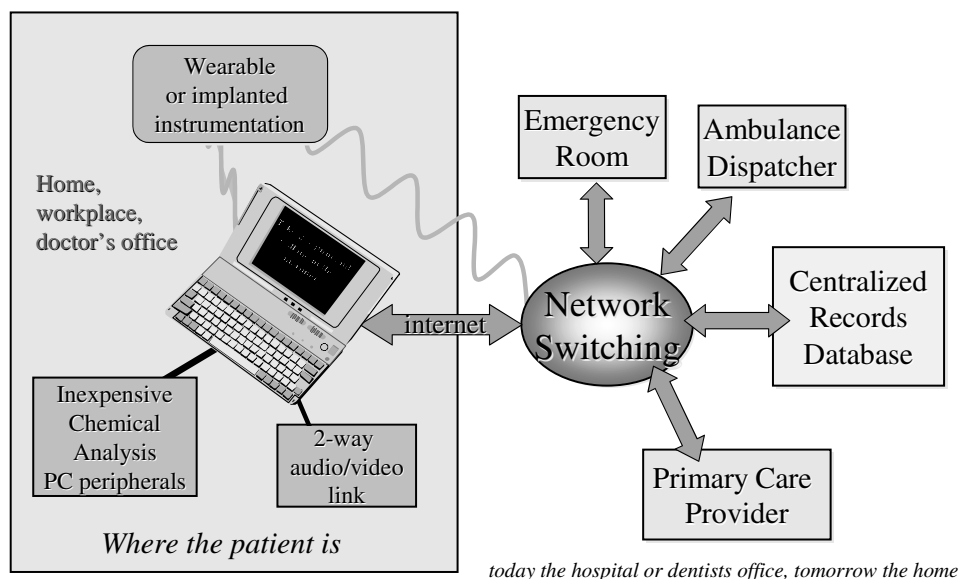 Wearable
or implanted
instrumentation
Home,
workplace,
doctor's office
Inexpensive
Chemical
Analysis
PC peripherals
2-way
audio/video
link
Where the patient is
internet
Emergency
Room
Ambulance
Dispatcher
Network
Switching
Centralized
Records
Database
Primary Care
Provider
today the hospital or dentists office, tomorrow the home